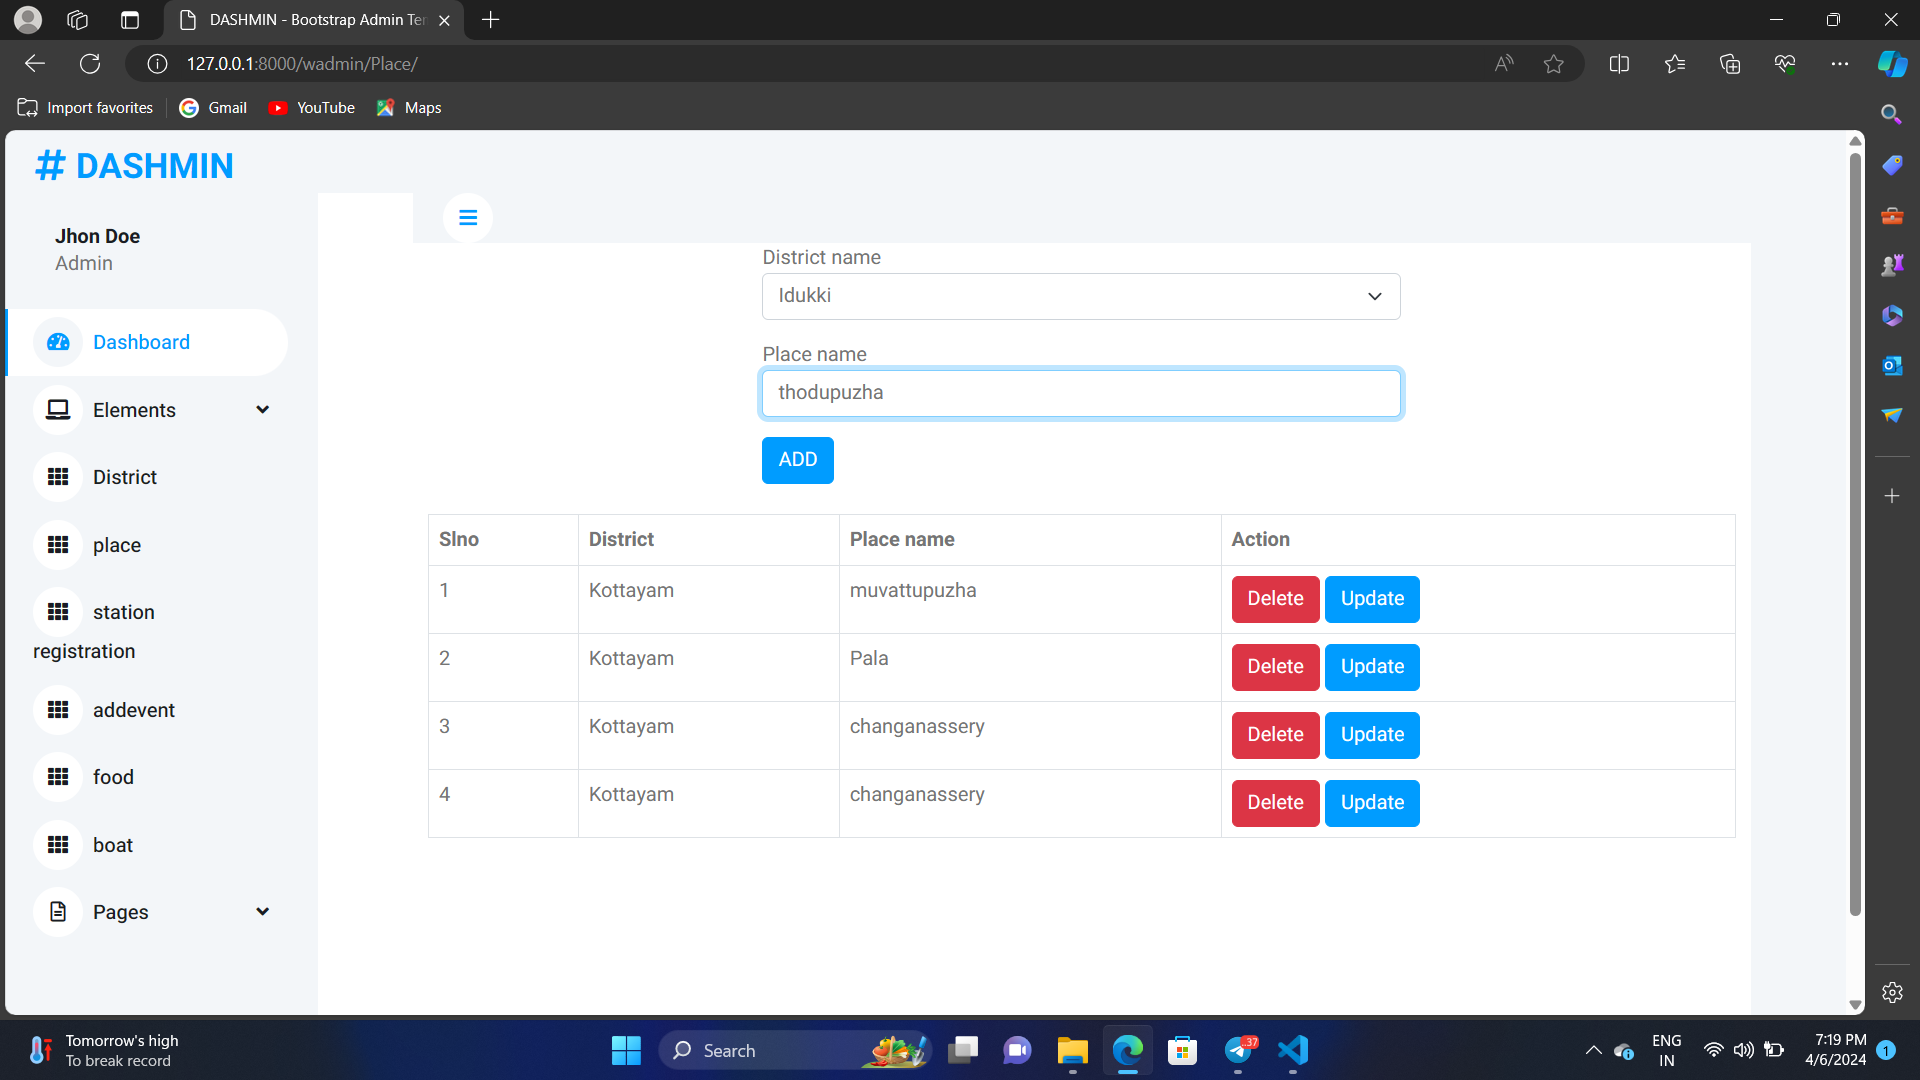 DASHMIN - Bootstrap Admin Ter
127.0.0.1:8000/wadmin/Place/
Import favorites
Gmail
YouTube
Maps
# DASHMIN
Jhon Doe
Admin
Dashboard
Elements
District
place
station
registration
addevent
food
boat
Pages
District name
Idukki
Place name
thodupuzha
ADD
Slno District Place name Action
1 Kottayam muvattupuzha Delete Update
2 Kottayam Pala Delete Update
3 Kottayam changanassery Delete Update
4 Kottayam changanassery Delete Update
Tomorrow's high
To break record
Search
37
ENG
IN
7:19 PM
4/6/2024
1